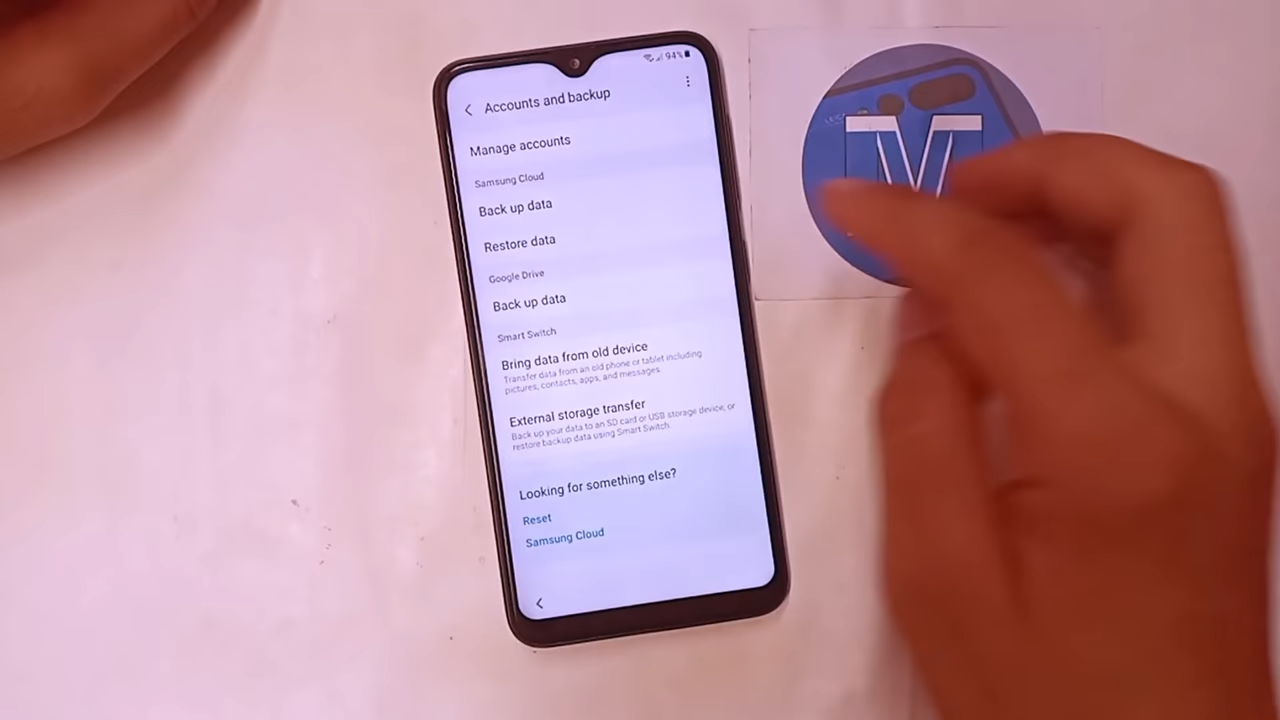 94%
Accounts and backup
Manage accounts
Samsung Cloud
Back up data
Restore data
Google Drive
Back up data
Smart Switch
Bring data from old device
Transfer data from an old phone or tablet including
pictures, contacts, apps, and messages.
External storage transfer
Back up your data to an SD card or USB storage device, or
restore backup data using Smart Switch.
Looking for something else?
Reset
Samsung Cloud
M